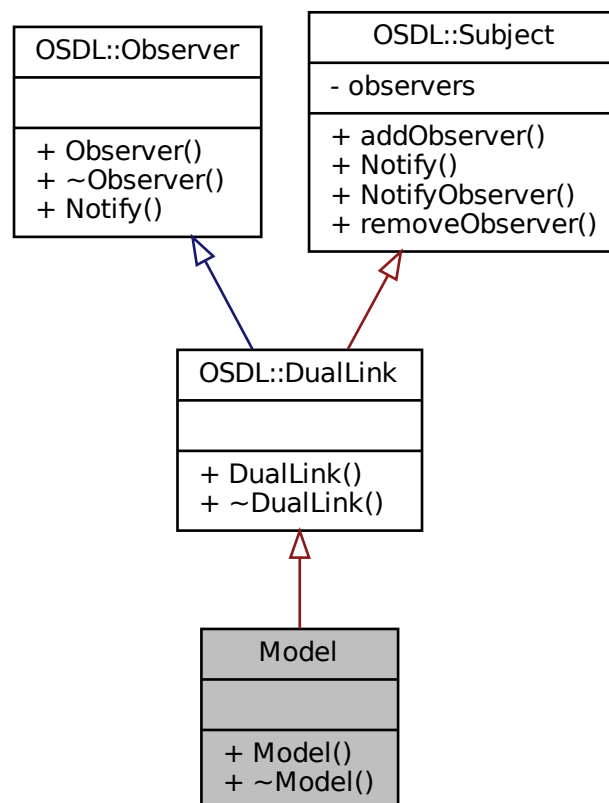 OSDL::Observer
+ Observer()
+ ~Observer()
+ Notify()
OSDL::Subject
- observers
+ addObserver()
+ Notify()
+ NotifyObserver()
+ removeObserver()
OSDL::DualLink
+ DualLink()
+ ~DualLink()
Model
+ Model()
+ ~Model()